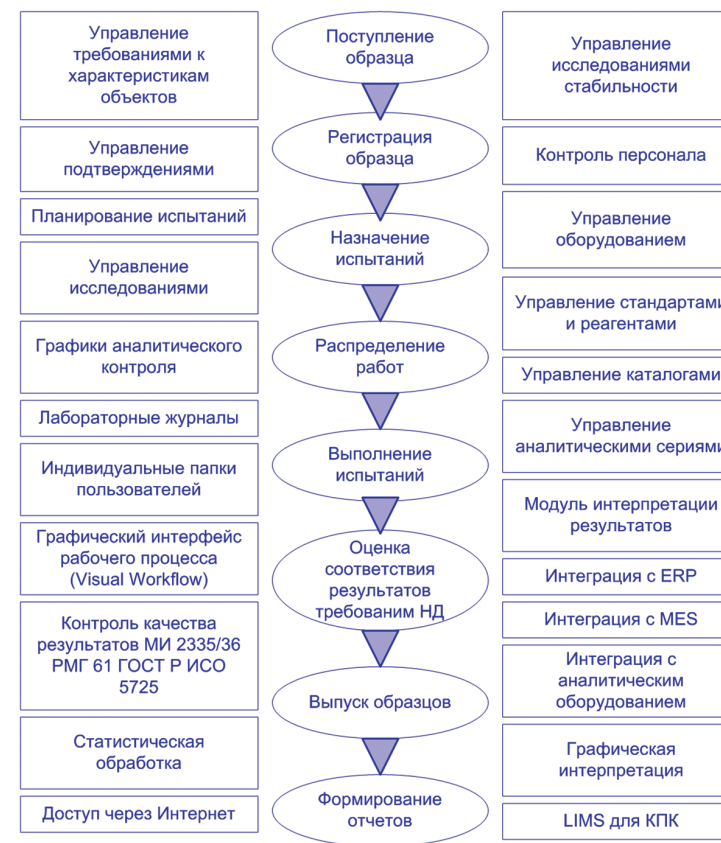 Управление
требованиями к
характеристикам
объектов
Управление
подтверждениями
Планирование испытаний
Управление
исследованиями
Графики аналитического
контроля
Лабораторные журналы
Индивидуальные папки
пользователей
Графический интерфейс
рабочего процесса
(Visual Workflow)
Контроль качества
результатов МИ 2335/36
РМГ 61 ГОСТ Р ИСО
5725
Статистическая
обработка
Доступ через Интернет
Поступление
образца
Регистрация
образца
Назначение
испытаний
Распределение
работ
Выполнение
испытаний
Оценка
соответствия
результатов
требованим НД
Выпуск образцов
Формирование
отчетов
Управление
исследованиями
стабильности
Контроль персонала
Управление
оборудованием
Управление стандартами
и реагентами
Управление каталогами
Управление
аналитическими сериями
Модуль интерпретации
результатов
Интеграция с ERP
Интеграция с MES
Интеграция с
аналитическим
оборудованием
Графическая
интерпретация
LIMS для КПК